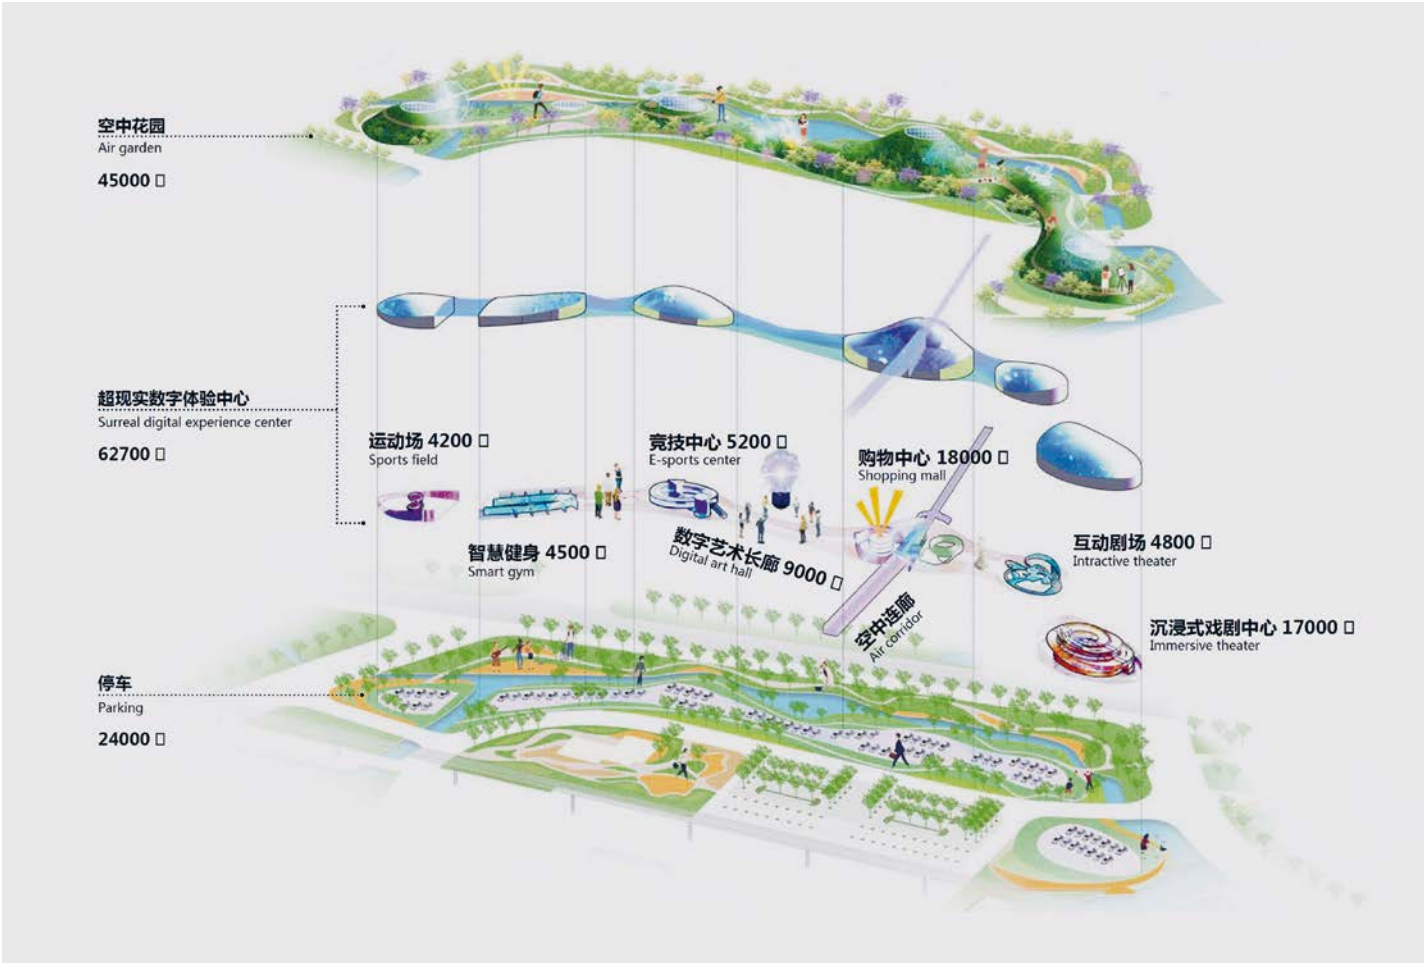 空中花园
Air garden
45000 □
超现实数字体验中心
Surreal digital experience center
62700 □
运动场 4200 □
Sports field
竞技中心 5200 □
E-sports center
购物中心 18000 □
Shopping mall
智慧健身 4500 □
Smart gym
数字艺术长廊 9000 □
Digital art hall
空中连廊
Air corridor
互动剧场 4800 □
Intractive theater
沉浸式戏剧中心 17000 □
Immersive theater
停车
Parking
24000 □